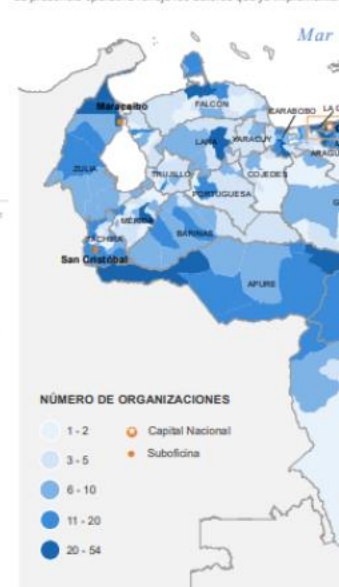 Mar
Maracaibo
FALCÓN
CARABOBO
LARA
YARACUY
ZULIA
TRUJILLO
COJEDES
PORTUGUESA
MÉRIDA
BARINAS
TÁCHIRA
San Cristóbal
APURE
NÚMERO DE ORGANIZACIONES
1 - 2
Capital Nacional
3 - 5
Suboficina
6 - 10
11 - 20
20 - 54